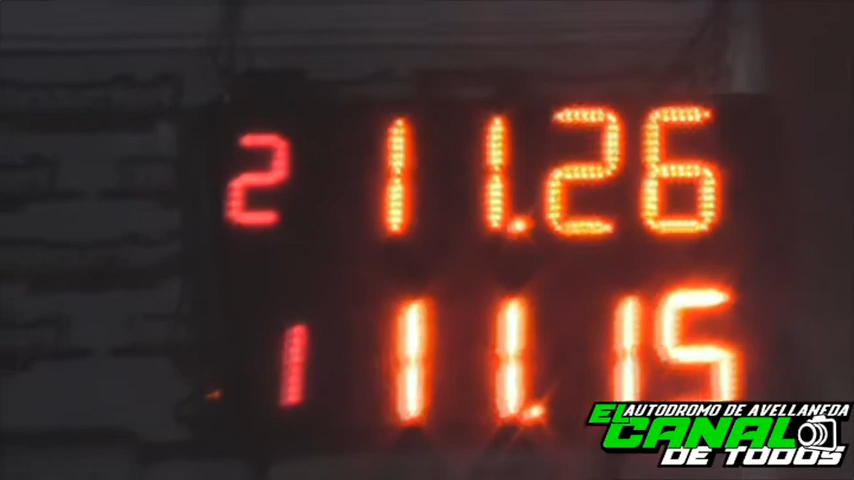 2 11.26
1 11.15
EL AUTODROMO DE AVELLANEDA
CANAL
DE TODOS